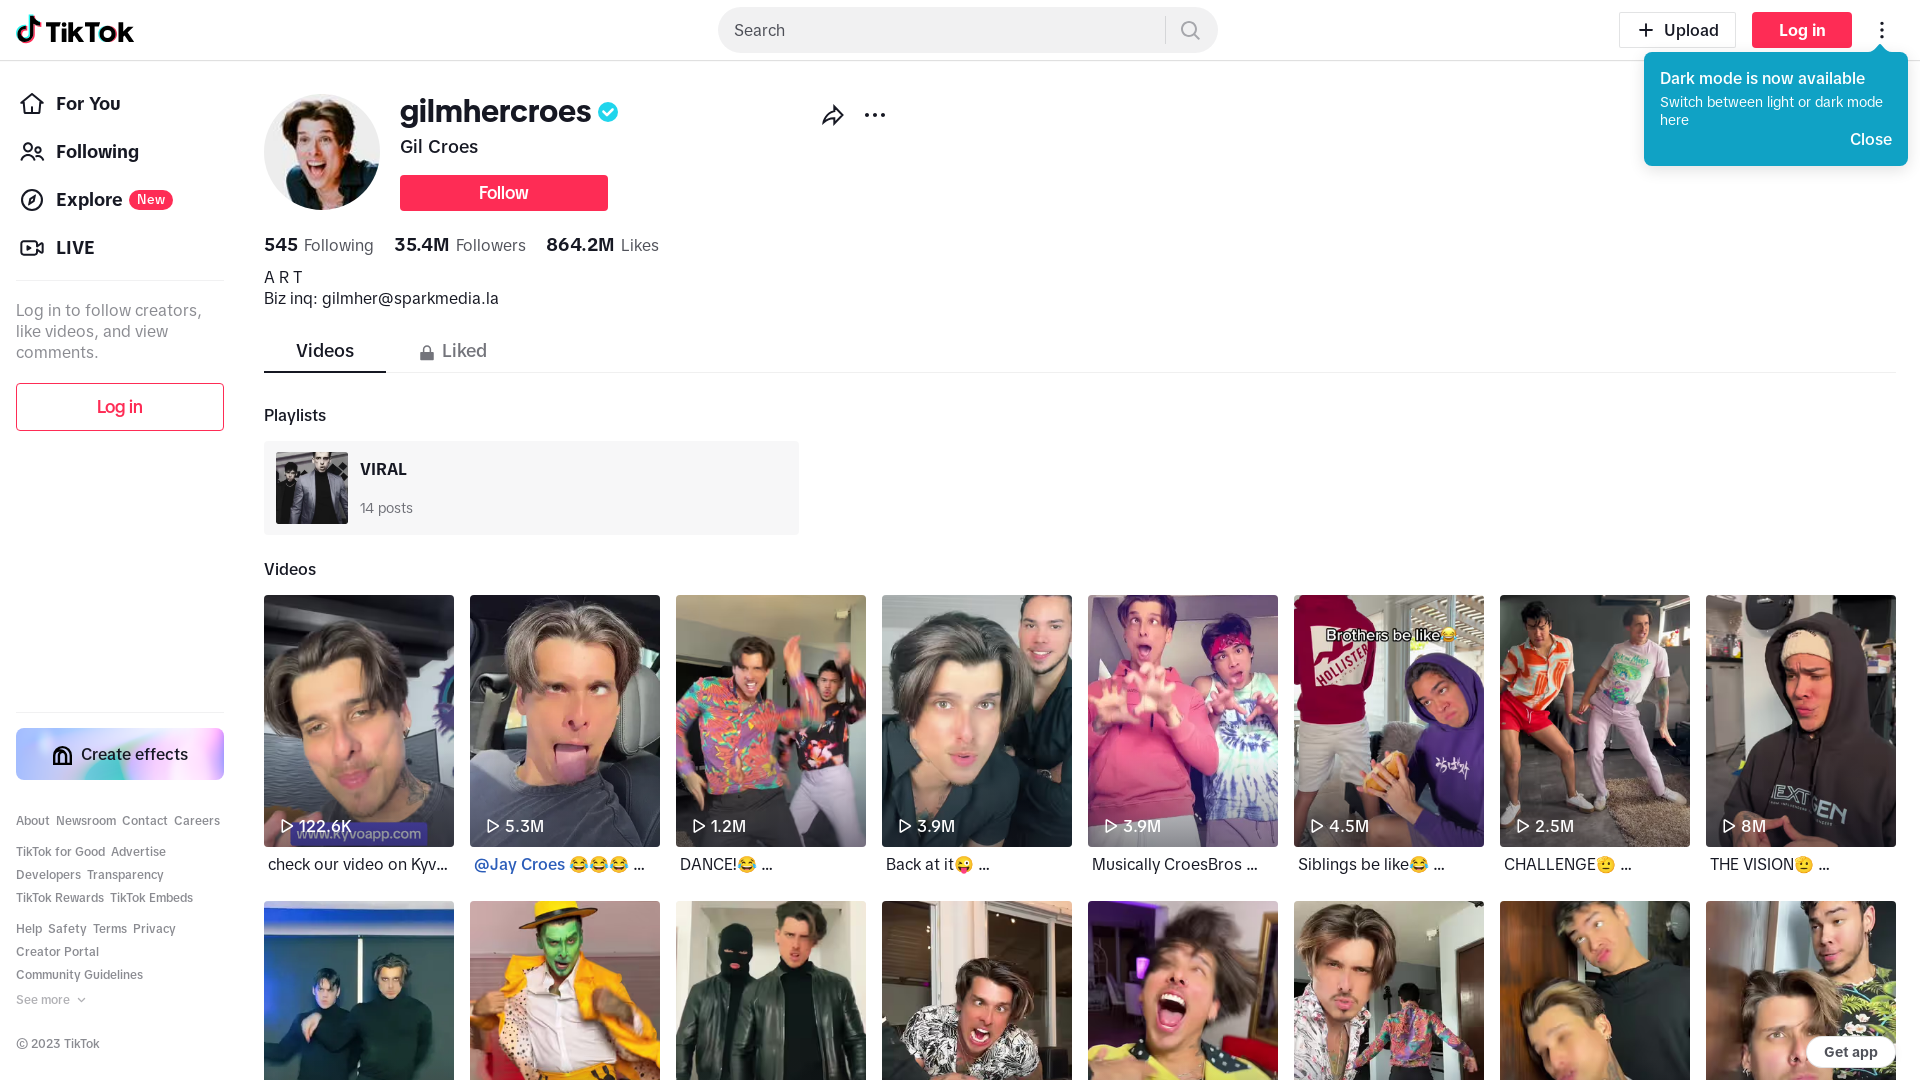 TikTok
Search
Upload
Log in
Dark mode is now available
Switch between light or dark mode
here
Close
For You
Following
Explore New
LIVE
Log in to follow creators,
like videos, and view
comments.
Log in
Create effects
About Newsroom Contact Careers
TikTok for Good Advertise
Developers Transparency
TikTok Rewards TikTok Embeds
Help Safety Terms Privacy
Creator Portal
Community Guidelines
See more
© 2023 TikTok
gilmhercroes
Gil Croes
Follow
545 Following 35.4M Followers 864.2M Likes
A R T
Biz inq: gilmher@sparkmedia.la
Videos Liked
Playlists
VIRAL
14 posts
Videos
122.6K
www.kyvoapp.com
5.3M
1.2M
3.9M
3.9M
Brothers be like😂
HOLLISTER
4.5M
2.5M
NEXT GEN
8M
check our video on Kyv...
@Jay Croes 😂😂😂 ...
DANCE!😂 ...
Back at it😜 ...
Musically CroesBros ...
Siblings be like😂 ...
CHALLENGE🫡 ...
THE VISION🫡 ...
Get app